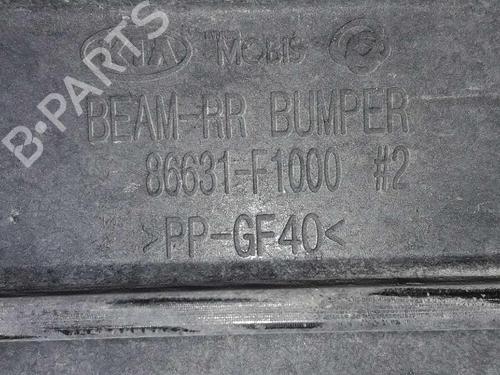 KIA MOBIS
BEAM-RR BUMPER
86631-F1000 #2
>PP-GF40<
B-PARTS